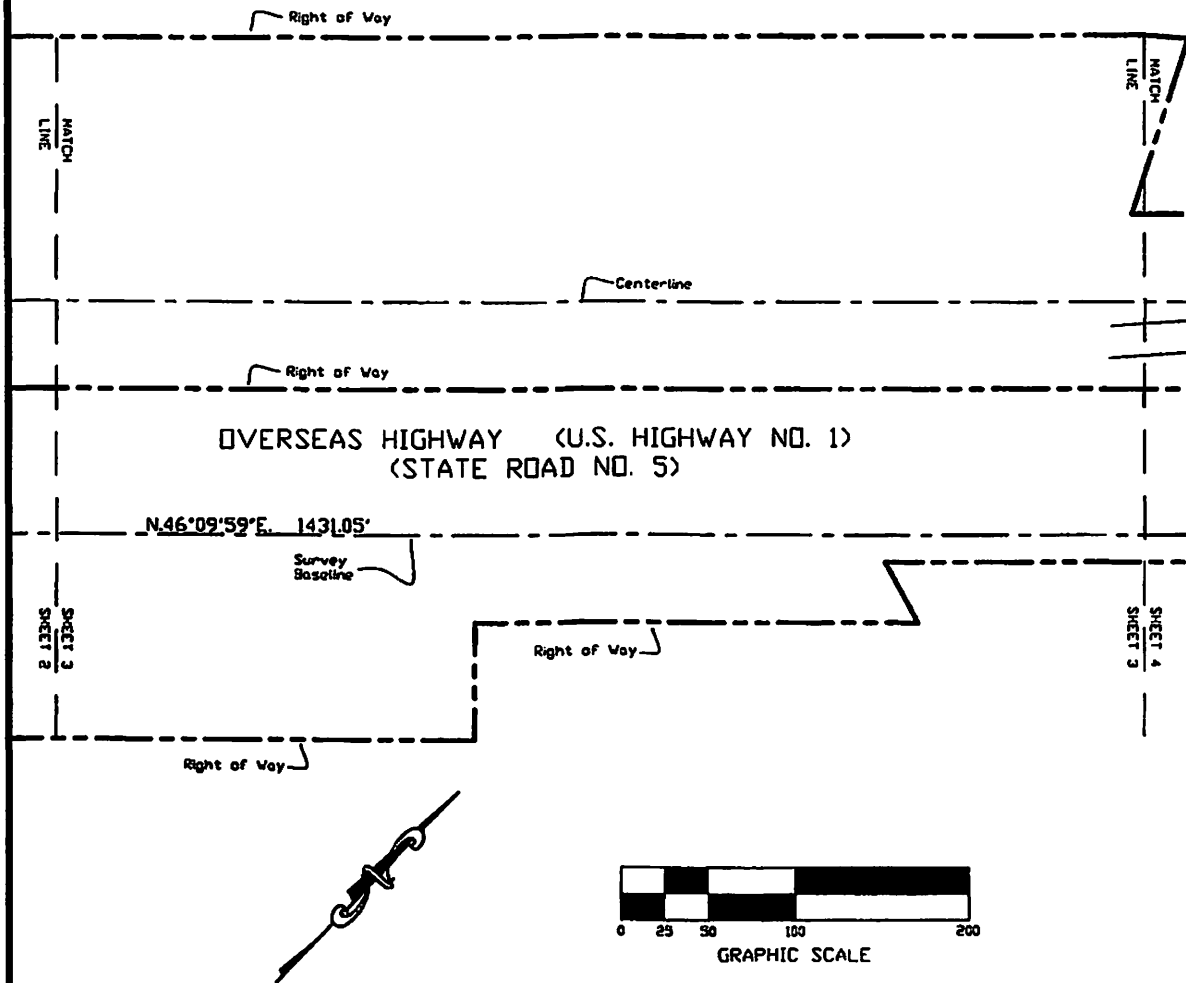 Right of Way
MATCH
LINE
MATCH
LINE
Centerline
Right of Way
OVERSEAS HIGHWAY (U.S. HIGHWAY NO. 1)
(STATE ROAD NO. 5)
N.46°09'59"E. 1431.05'
Survey
Baseline
SHEET 3
SHEET 2
SHEET 4
SHEET 3
Right of Way
Right of Way
N
0 25 50 100 200
GRAPHIC SCALE